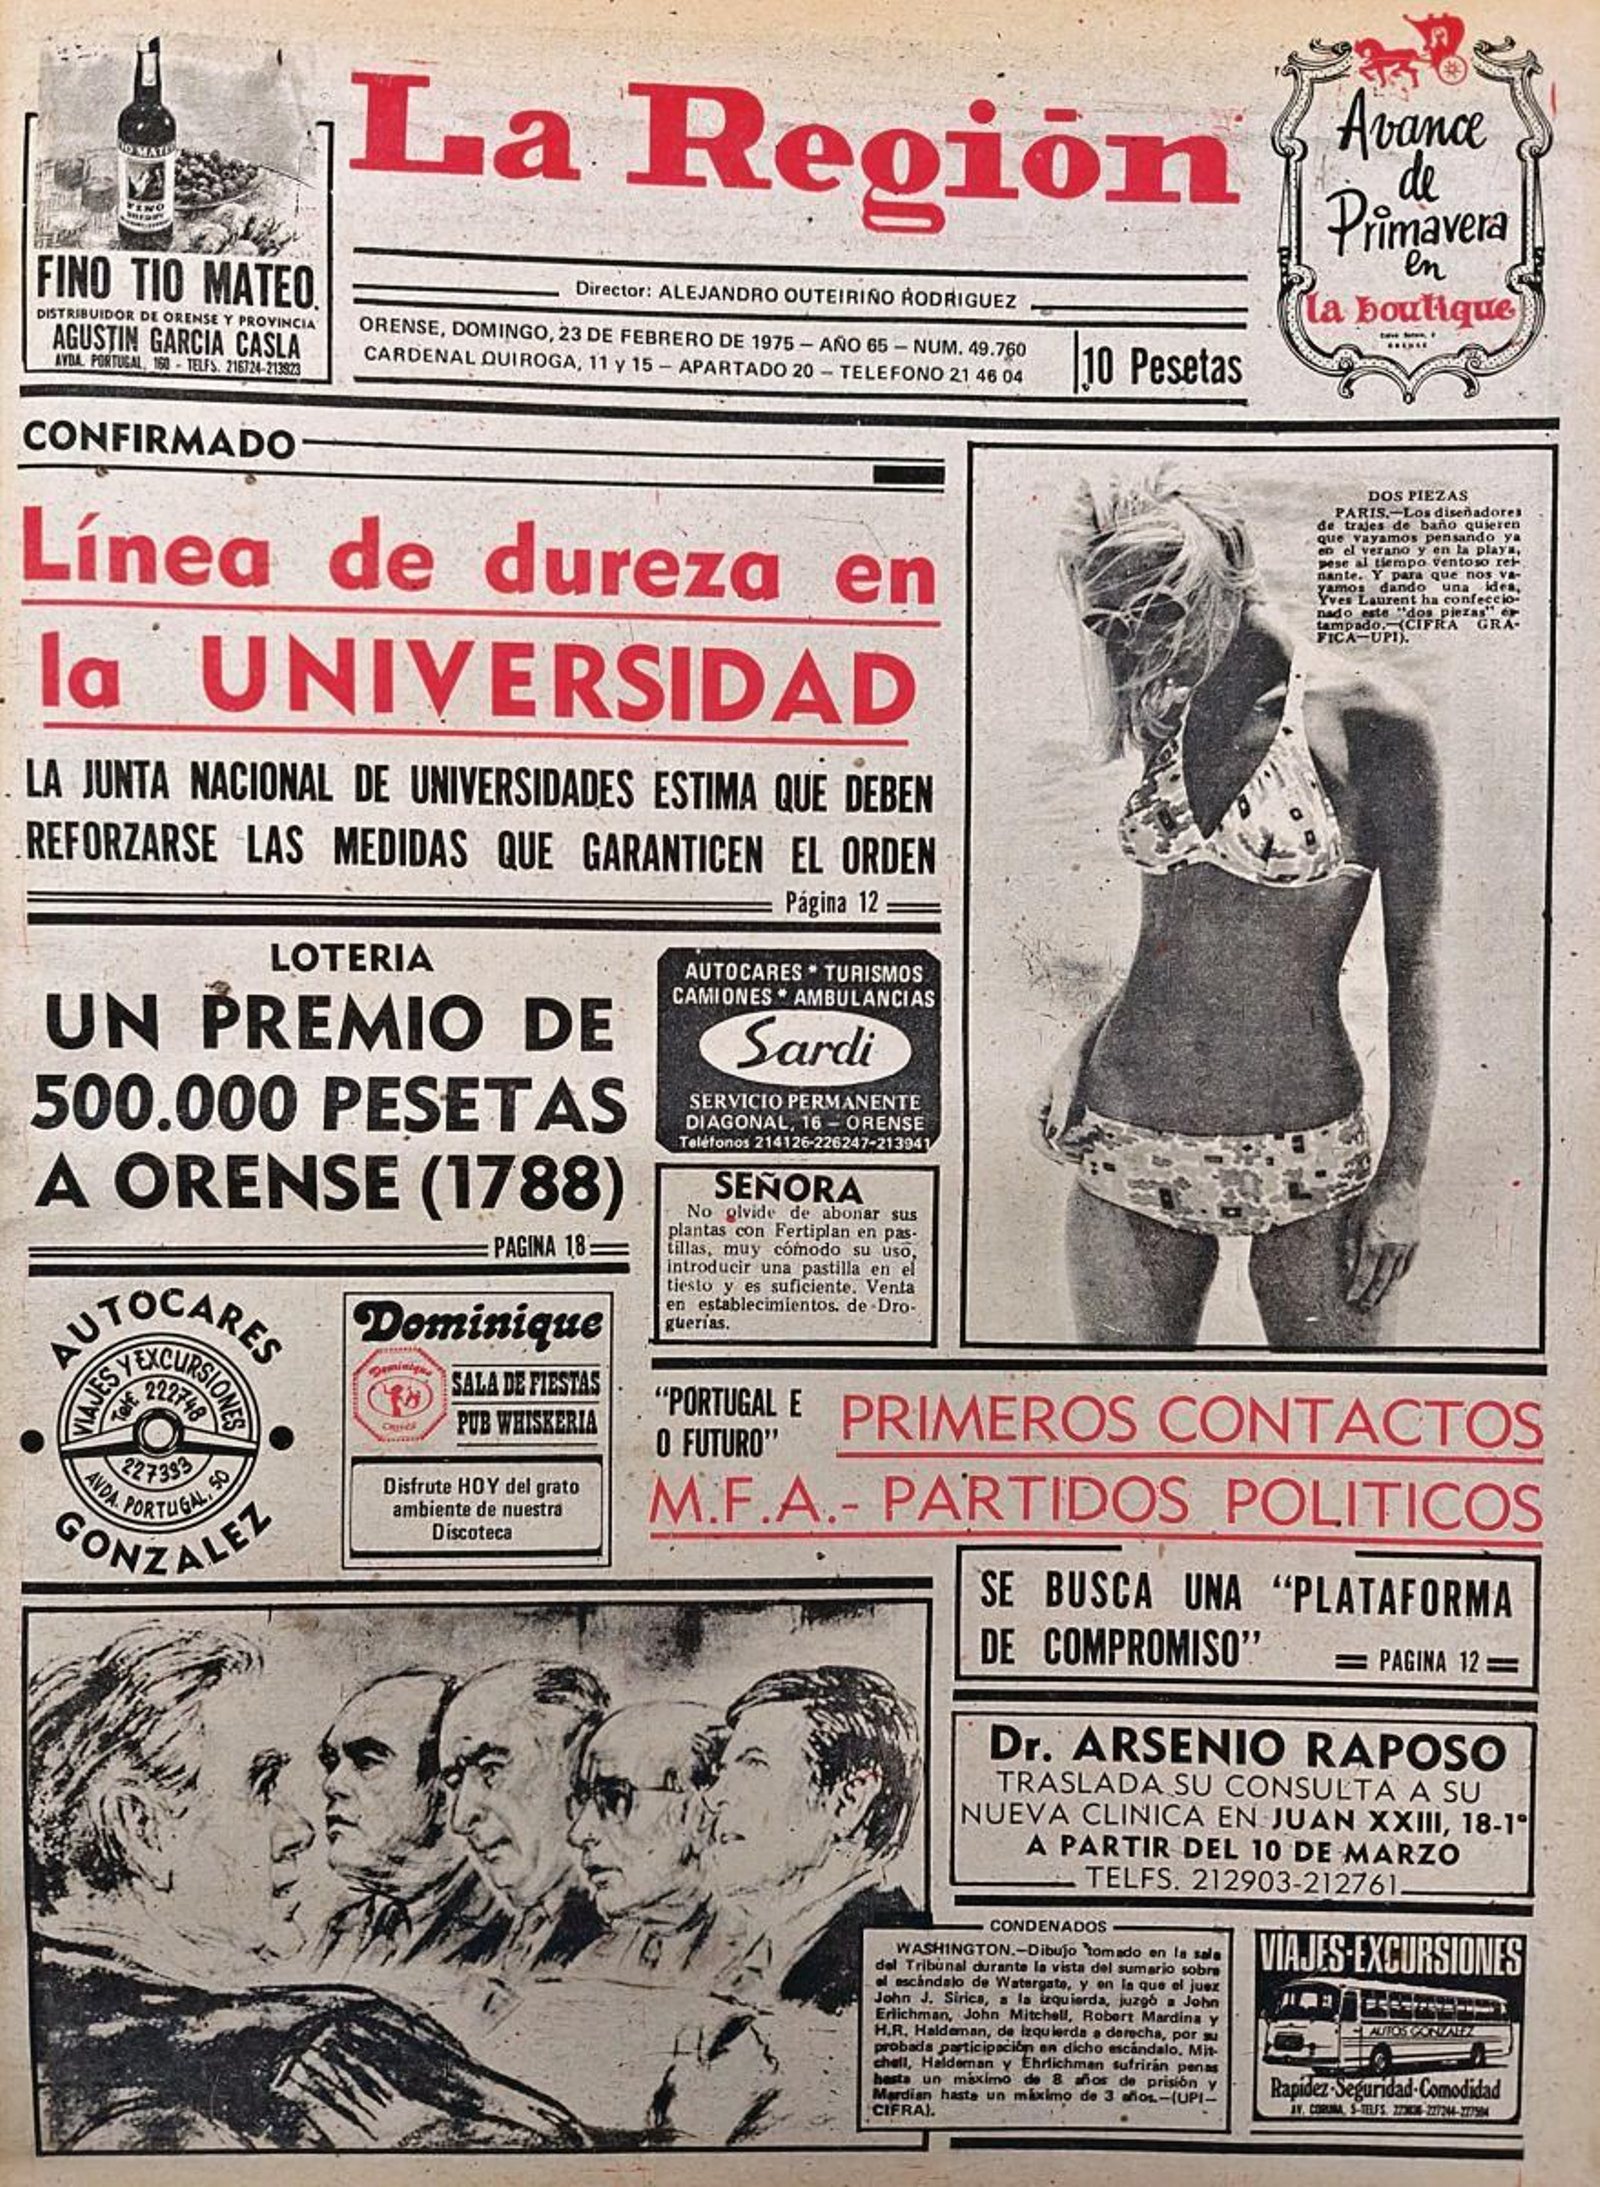 NO MATE
FINO
SHERRY
FINO TIO MATEO.
DISTRIBUIDOR DE ORENSE Y PROVINCIA
AGUSTIN GARCIA CASLA
AVDA. PORTUGAL, 160 - TELFS. 216724-213923
La Región
Director: ALEJANDRO OUTEIRIÑO RODRIGUEZ
ORENSE, DOMINGO, 23 DE FEBRERO DE 1975 — AÑO 65 — NUM. 49.760
CARDENAL QUIROGA, 11 y 15 — APARTADO 20 — TELEFONO 21 46 04
10 Pesetas
Avance
de
Primavera
en
la boutique
ORENSE
CONFIRMADO
Línea de dureza en
la UNIVERSIDAD
LA JUNTA NACIONAL DE UNIVERSIDADES ESTIMA QUE DEBEN
REFORZARSE LAS MEDIDAS QUE GARANTICEN EL ORDEN
Página 12
DOS PIEZAS
PARIS.—Los diseñadores
de trajes de baño quieren
que vayamos pensando ya
en el verano y en la playa,
pese al tiempo ventoso rei-
nante. Y para que nos va-
yamos dando una idea,
Yves Laurent ha confeccio-
nado este "dos piezas" es-
tampado.—(CIFRA GRA-
FICA—UPI).
LOTERIA
UN PREMIO DE
500.000 PESETAS
A ORENSE (1788)
PAGINA 18
AUTOCARES * TURISMOS
CAMIONES * AMBULANCIAS
Sardi
SERVICIO PERMANENTE
DIAGONAL, 16 — ORENSE
Teléfonos 214126-226247-213941
SEÑORA
No olvide de abonar sus
plantas con Fertiplan en pas-
tillas, muy cómodo su uso,
introducir una pastilla en el
tiesto y es suficiente. Venta
en establecimientos. de Dro-
guerías.
AUTOCARES
VIAJES Y EXCURSIONES
Telf. 222748
227393
AVDA. PORTUGAL, 50
GONZALEZ
Dominique
Dominique
ORENSE
SALA DE FIESTAS
PUB WHISKERIA
Disfrute HOY del grato
ambiente de nuestra
Discoteca
"PORTUGAL E
O FUTURO"
PRIMEROS CONTACTOS
M.F.A.- PARTIDOS POLITICOS
SE BUSCA UNA "PLATAFORMA
DE COMPROMISO"
PAGINA 12
Dr. ARSENIO RAPOSO
TRASLADA SU CONSULTA A SU
NUEVA CLINICA EN JUAN XXIII, 18-1º
A PARTIR DEL 10 DE MARZO
TELFS. 212903-212761
CONDENADOS
WASHINGTON.—Dibujo tomado en la sala
del Tribunal durante la vista del sumario sobre
el escándalo de Watergate, y en la que el juez
John J. Sirica, a la izquierda, juzgó a John
Erlichman, John Mitchell, Robert Mardina y
H.R. Haldeman, de izquierda a derecha, por su
probada participación en dicho escándalo. Mit-
chell, Haldeman y Ehrlichman sufrirán penas
hasta un máximo de 8 años de prisión y
Mardian hasta un máximo de 3 años.—(UPI—
CIFRA).
VIAJES-EXCURSIONES
AUTOS GONZALEZ
Rapidez-Seguridad-Comodidad
AV. CORUÑA, 5-TELFS.